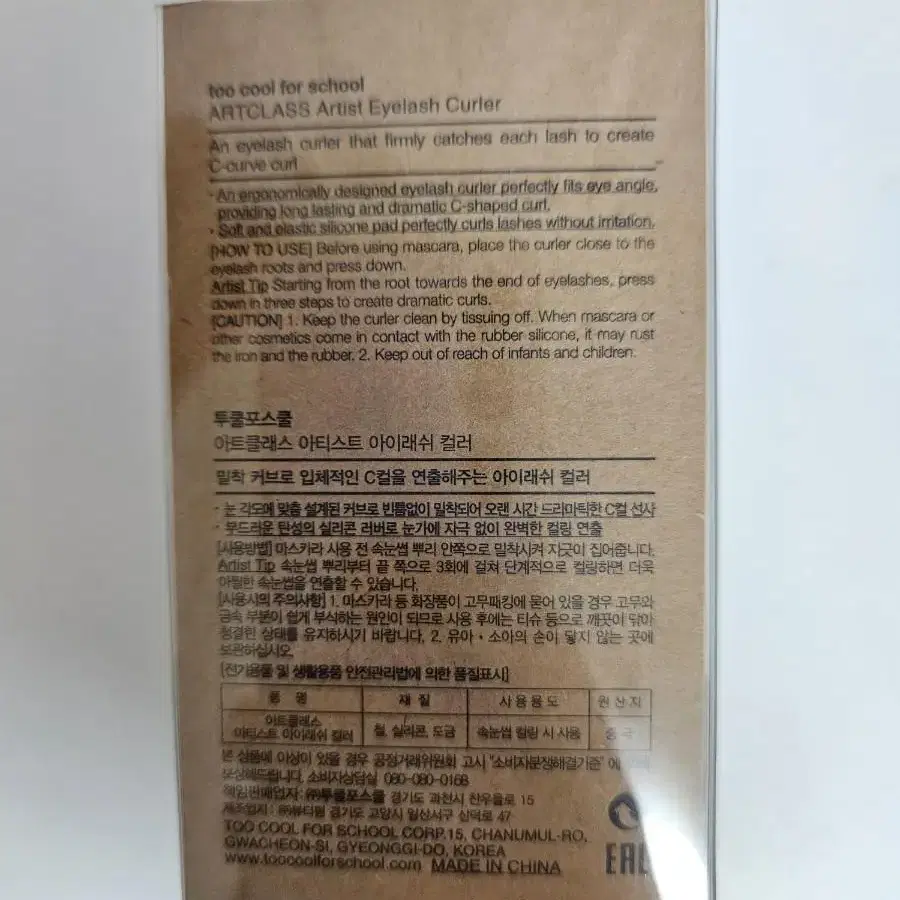 too cool for school
ARTCLASS Artist Eyelash Curler
An eyelash curler that firmly catches each lash to create
C-curve curl
· An ergonomically designed eyelash curler perfectly fits eye angle,
providing long lasting and dramatic C-shaped curl.
· Soft and elastic silicone pad perfectly curls lashes without irritation.
[HOW TO USE] Before using mascara, place the curler close to the
eyelash roots and press down.
Artist Tip Starting from the root towards the end of eyelashes, press
down in three steps to create dramatic curls.
[CAUTION] 1. Keep the curler clean by tissuing off. When mascara or
other cosmetics come in contact with the rubber silicone, it may rust
the iron and the rubber. 2. Keep out of reach of infants and children.
투쿨포스쿨
아트클래스 아티스트 아이래쉬 컬러
밀착 커브로 입체적인 C컬을 연출해주는 아이래쉬 컬러
· 눈 각도에 맞춤 설계된 커브로 빈틈없이 밀착되어 오랜 시간 드라마틱한 C컬 선사
· 부드러운 탄성의 실리콘 러버로 눈가에 자극 없이 완벽한 컬링 연출
[사용방법] 마스카라 사용 전 속눈썹 뿌리 안쪽으로 밀착시켜 지긋이 집어줍니다.
Artist Tip 속눈썹 뿌리부터 끝 쪽으로 3회에 걸쳐 단계적으로 컬링하면 더욱
아찔한 속눈썹을 연출할 수 있습니다.
[사용시의 주의사항] 1. 마스카라 등 화장품이 고무패킹에 묻어 있을 경우 고무와
금속 부분이 쉽게 부식하는 원인이 되므로 사용 후에는 티슈 등으로 깨끗이 닦아
청결한 상태를 유지하시기 바랍니다. 2. 유아 · 소아의 손이 닿지 않는 곳에
보관하십시오.
[전기용품 및 생활용품 안전관리법에 의한 품질표시]
품 명 재 질 사용용도 원산지
아트클래스
아티스트 아이래쉬 컬러 철, 실리콘, 도금 속눈썹 컬링 시 사용 중국
본 상품에 이상이 있을 경우 공정거래위원회 고시 "소비자분쟁해결기준" 에
보상해드립니다. 소비자상담실 080-080-0168
책임판매업자 : ㈜투쿨포스쿨 경기도 과천시 찬우물로 15
제조업자 : 경기도 고양시 일산서구 산덕로 47
TOO COOL FOR SCHOOL CORP.15, CHANUMUL-RO,
GWACHEON-SI, GYEONGGI-DO, KOREA
www.toocoolforschool.com MADE IN CHINA
EAC